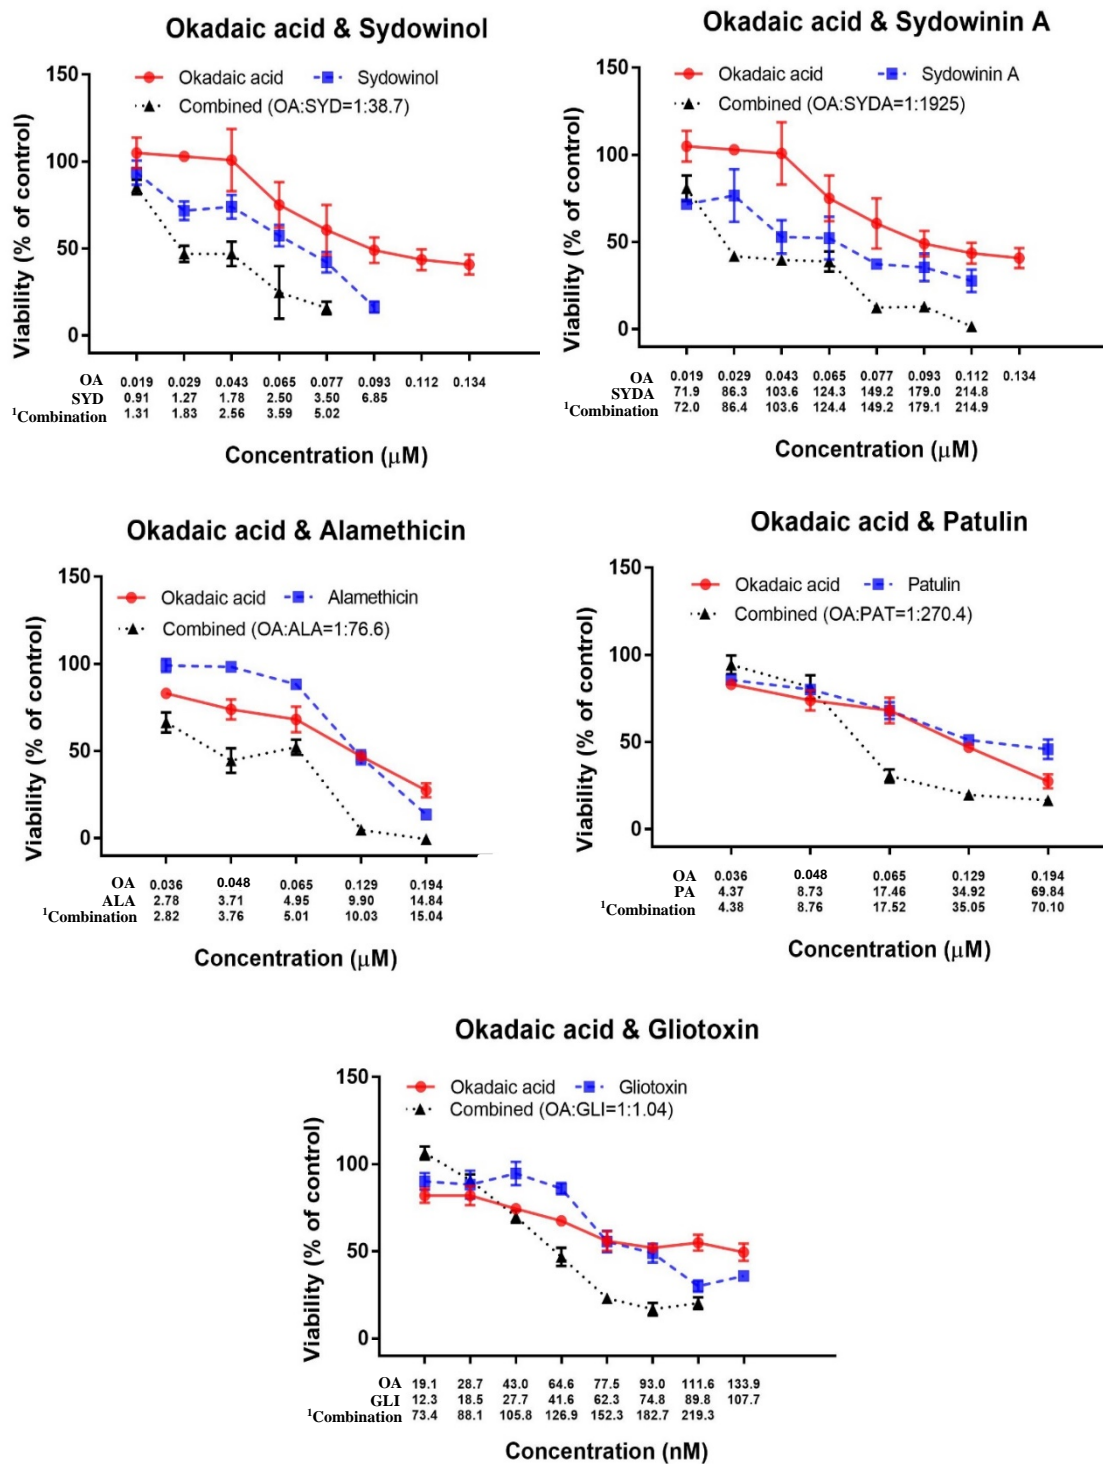 Okadaic acid & Sydowinol
Okadaic acid Sydowinol
Combined (OA:SYD=1:38.7)
Viability (% of control)
150
100
50
0
OA 0.019 0.029 0.043 0.065 0.077 0.093 0.112 0.134
SYD 0.91 1.27 1.78 2.50 3.50 6.85
¹Combination 1.31 1.83 2.56 3.59 5.02
Concentration (μM)
Okadaic acid & Sydowinin A
Okadaic acid Sydowinin A
Combined (OA:SYDA=1:1925)
Viability (% of control)
150
100
50
0
OA 0.019 0.029 0.043 0.065 0.077 0.093 0.112 0.134
SYDA 71.9 86.3 103.6 124.3 149.2 179.0 214.8
¹Combination 72.0 86.4 103.6 124.4 149.2 179.1 214.9
Concentration (μM)
Okadaic acid & Alamethicin
Okadaic acid Alamethicin
Combined (OA:ALA=1:76.6)
Viability (% of control)
150
100
50
0
OA 0.036 0.048 0.065 0.129 0.194
ALA 2.78 3.71 4.95 9.90 14.84
¹Combination 2.82 3.76 5.01 10.03 15.04
Concentration (μM)
Okadaic acid & Patulin
Okadaic acid Patulin
Combined (OA:PAT=1:270.4)
Viability (% of control)
150
100
50
0
OA 0.036 0.048 0.065 0.129 0.194
PA 4.37 8.73 17.46 34.92 69.84
¹Combination 4.38 8.76 17.52 35.05 70.10
Concentration (μM)
Okadaic acid & Gliotoxin
Okadaic acid Gliotoxin
Combined (OA:GLI=1:1.04)
Viability (% of control)
150
100
50
0
OA 19.1 28.7 43.0 64.6 77.5 93.0 111.6 133.9
GLI 12.3 18.5 27.7 41.6 62.3 74.8 89.8 107.7
¹Combination 73.4 88.1 105.8 126.9 152.3 182.7 219.3
Concentration (nM)